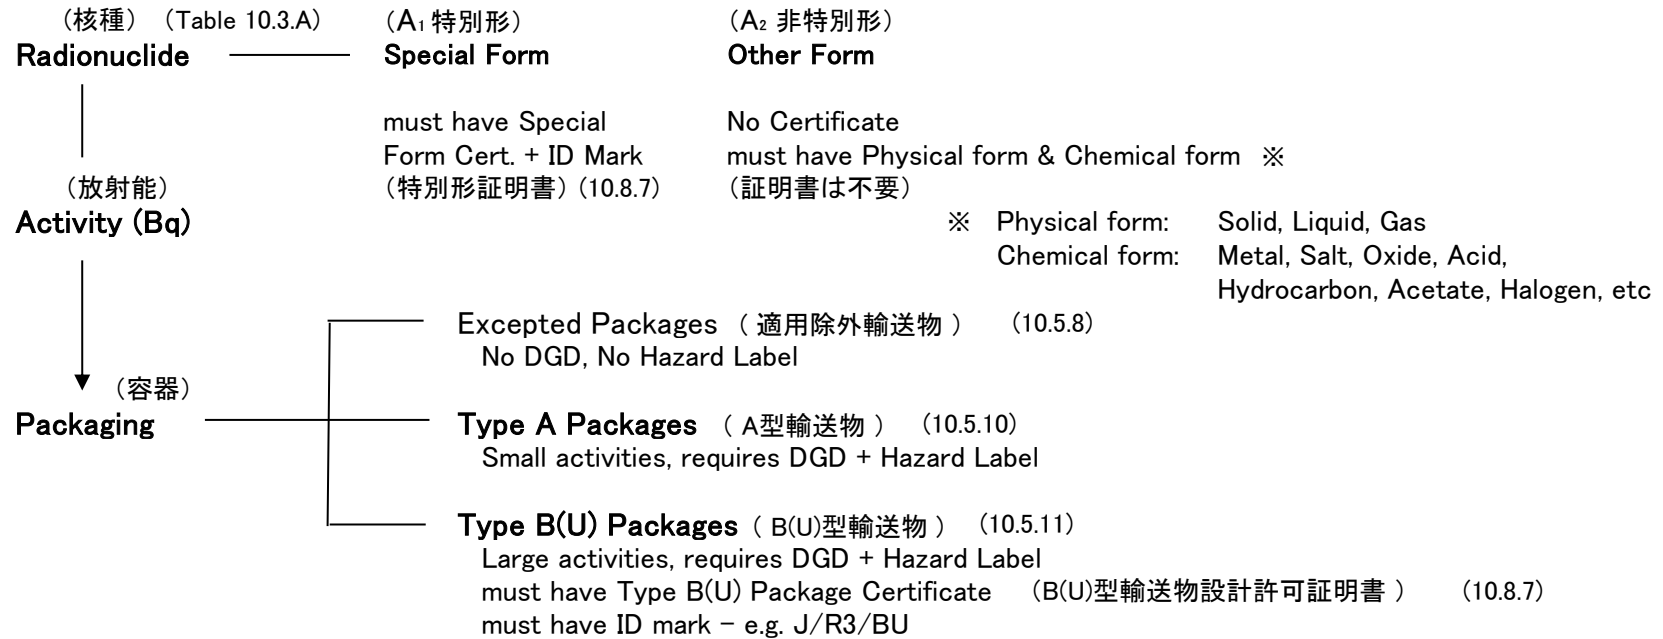 （核種）（Table 10.3.A） （A₁ 特別形） （A₂ 非特別形）
Radionuclide Special Form Other Form
must have Special No Certificate
Form Cert. + ID Mark must have Physical form & Chemical form ※
（特別形証明書）(10.8.7) （証明書は不要）
（放射能）
Activity (Bq) ※ Physical form: Solid, Liquid, Gas
Chemical form: Metal, Salt, Oxide, Acid,
Hydrocarbon, Acetate, Halogen, etc
Excepted Packages （ 適用除外輸送物 ） （10.5.8）
No DGD, No Hazard Label
（容器）
Packaging Type A Packages （ A型輸送物 ） （10.5.10）
Small activities, requires DGD + Hazard Label
Type B(U) Packages （ B(U)型輸送物 ） （10.5.11）
Large activities, requires DGD + Hazard Label
must have Type B(U) Package Certificate （B(U)型輸送物設計許可証明書 ） （10.8.7）
must have ID mark - e.g. J/R3/BU